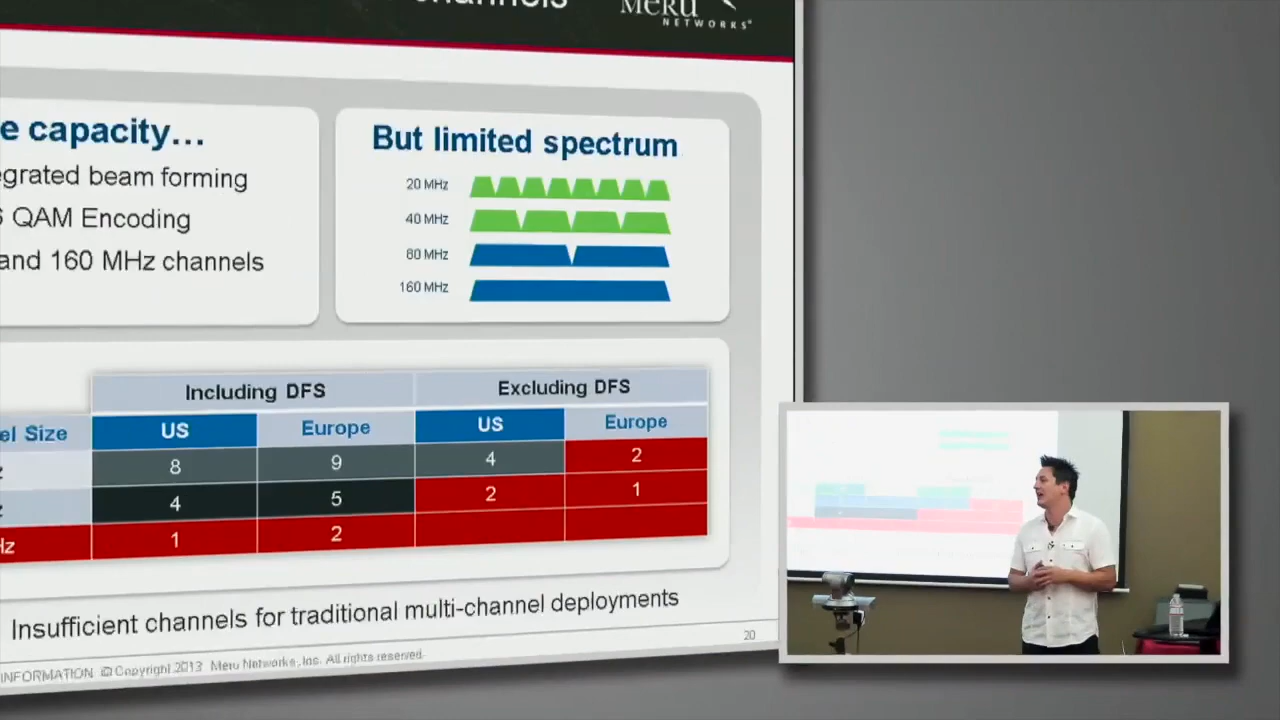 channels
MERU
NETWORKS
e capacity…
egrated beam forming
6 QAM Encoding
and 160 MHz channels
But limited spectrum
20 MHz
40 MHz
80 MHz
160 MHz
Including DFS Excluding DFS
el Size US Europe US Europe
z 8 9 4 2
z 4 5 2 1
Hz 1 2
Insufficient channels for traditional multi-channel deployments
20
INFORMATION © Copyright 2013 Meru Networks, Inc. All rights reserved.